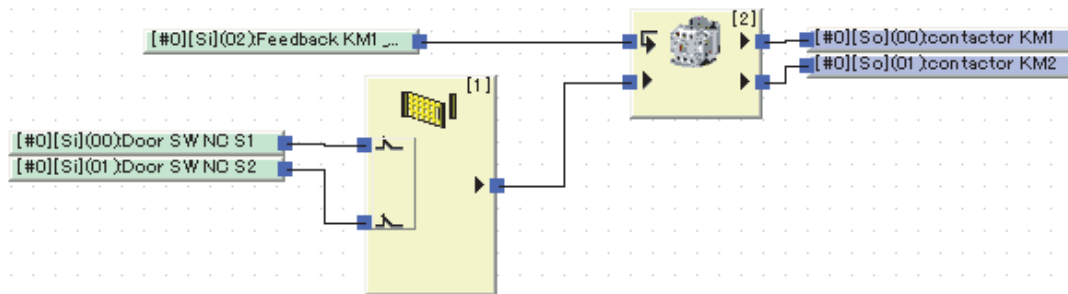 [2]
[#0][Si](02):Feedback KM1 _...
[#0][So](00):contactor KM1
[#0][So](01):contactor KM2
[1]
[#0][Si](00):Door SW NC S1
[#0][Si](01):Door SW NC S2